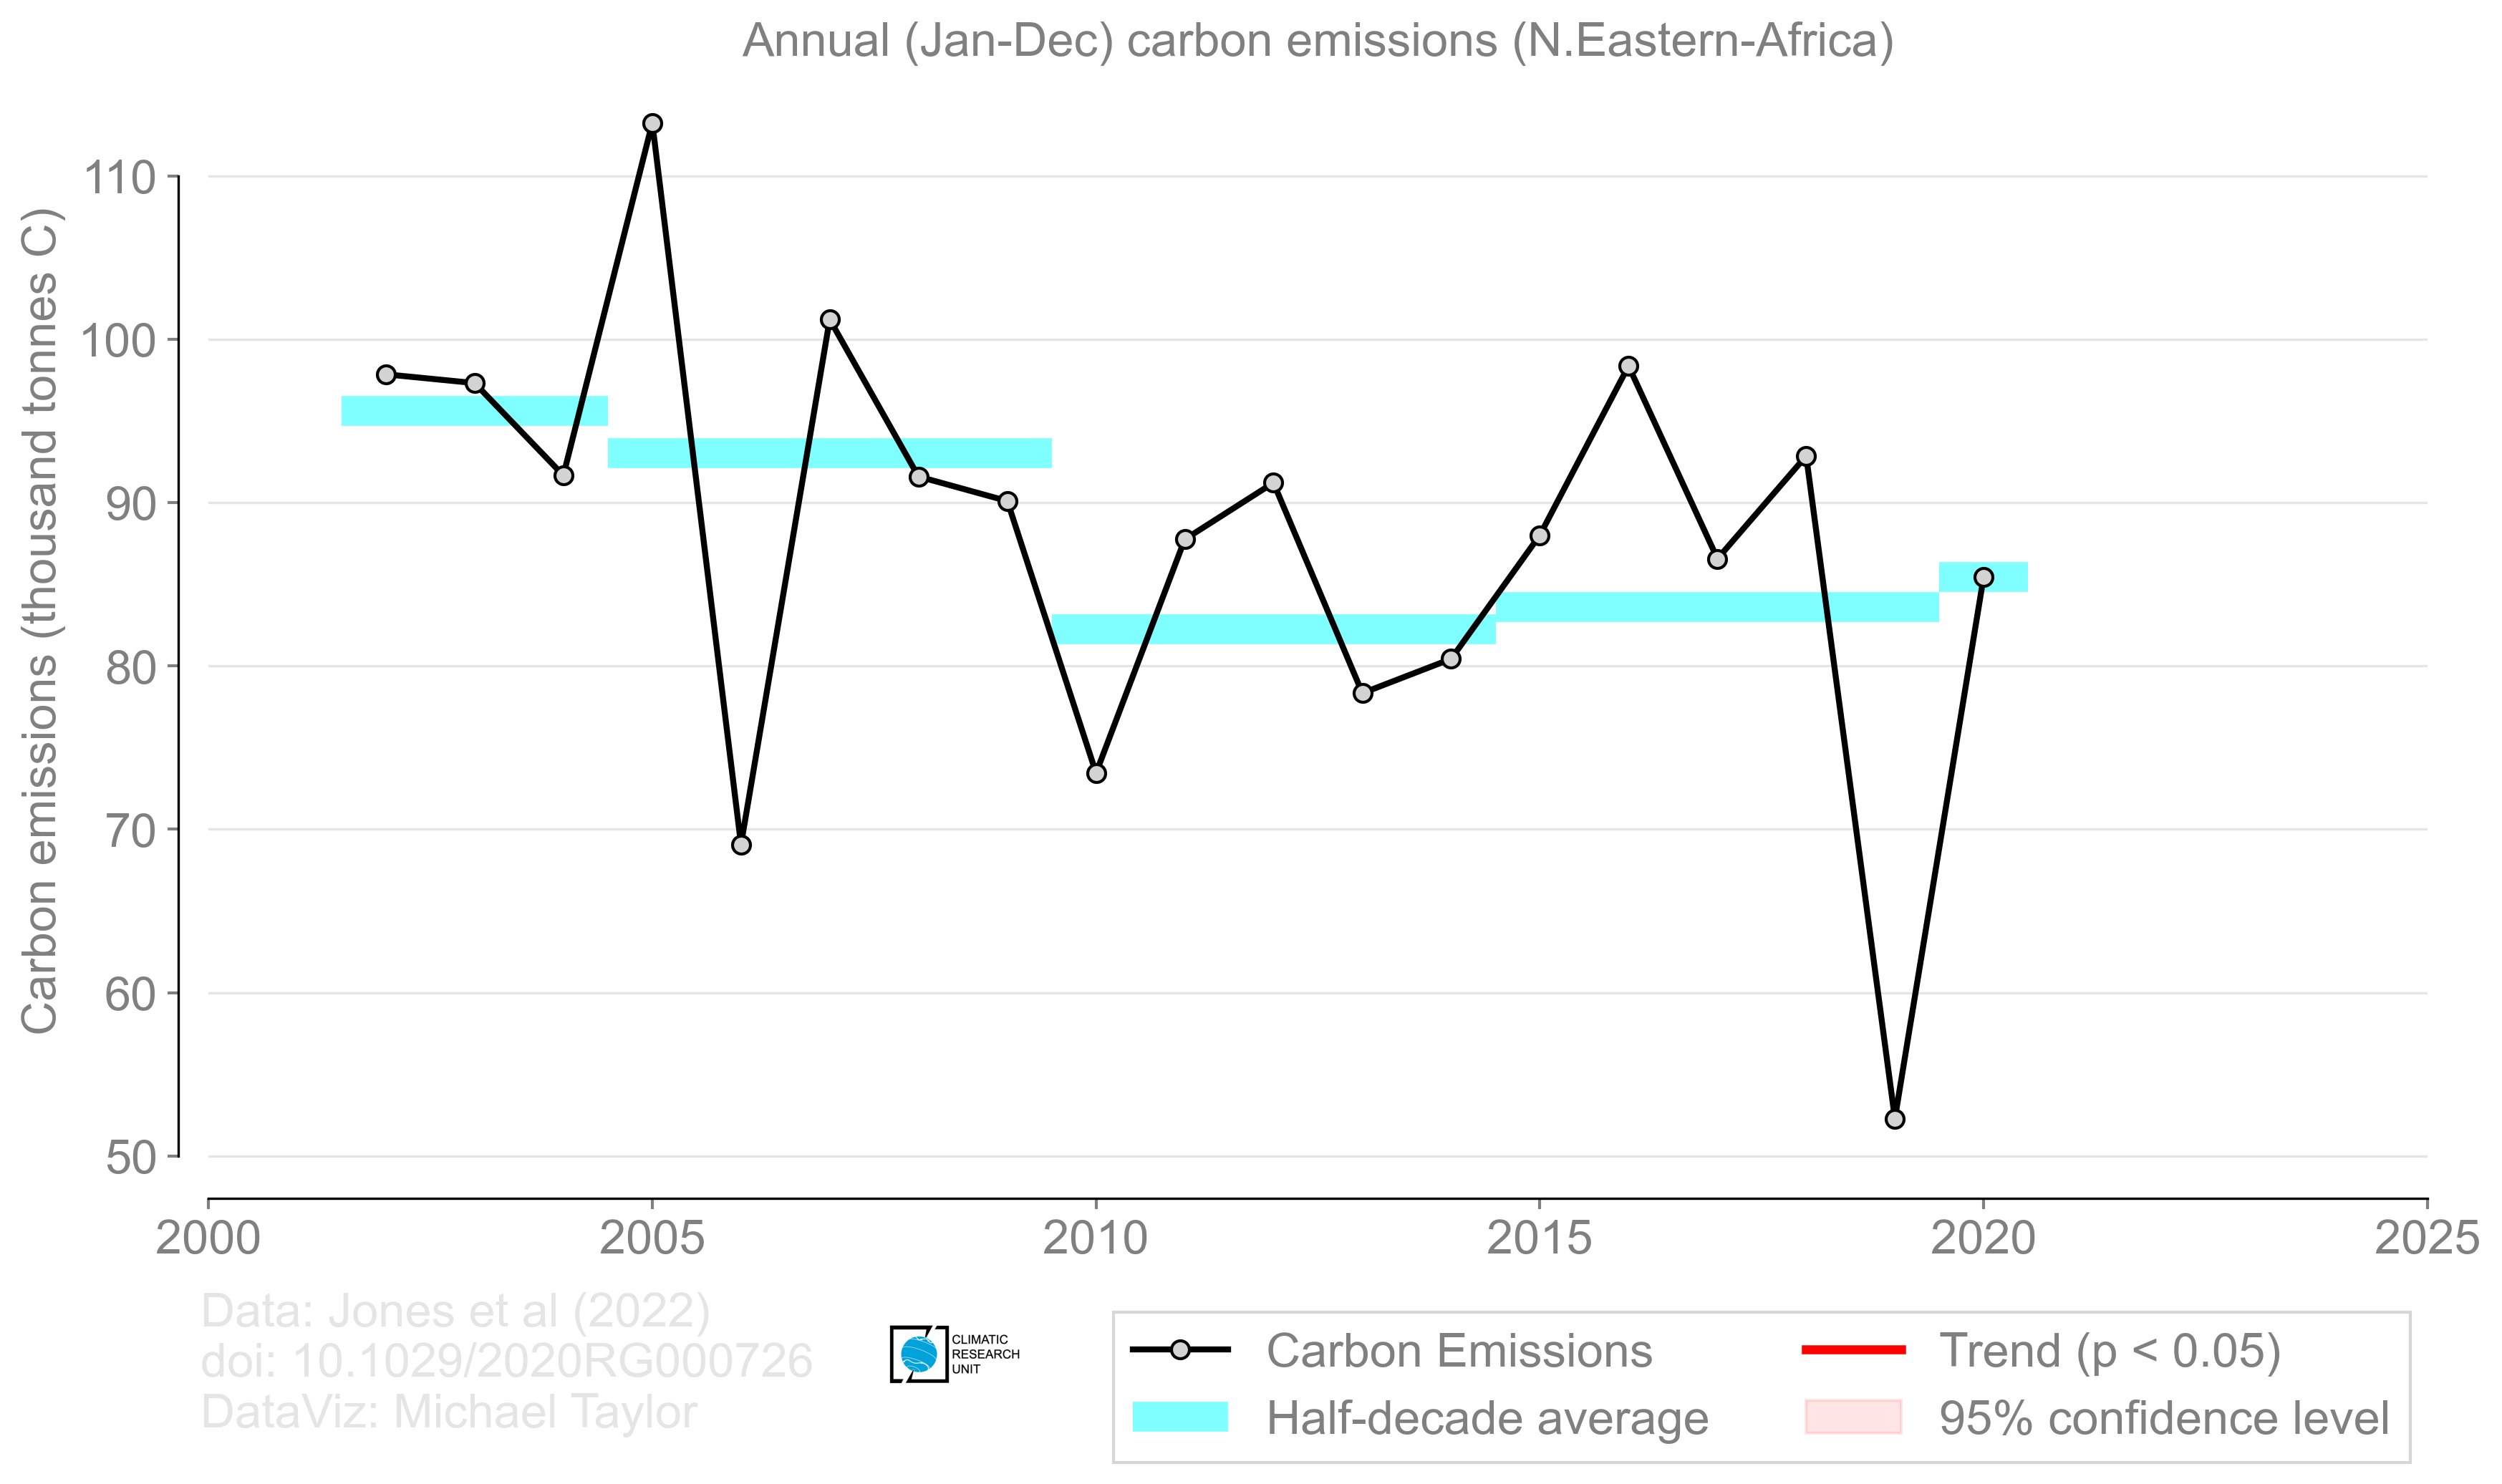 Annual (Jan-Dec) carbon emissions (N.Eastern-Africa)
Carbon emissions (thousand tonnes C)
110
100
90
80
70
60
50
2000 2005 2010 2015 2020 2025
Data: Jones et al (2022)
doi: 10.1029/2020RG000726
DataViz: Michael Taylor
CLIMATIC
RESEARCH
UNIT
Carbon Emissions
Half-decade average
Trend (p < 0.05)
95% confidence level